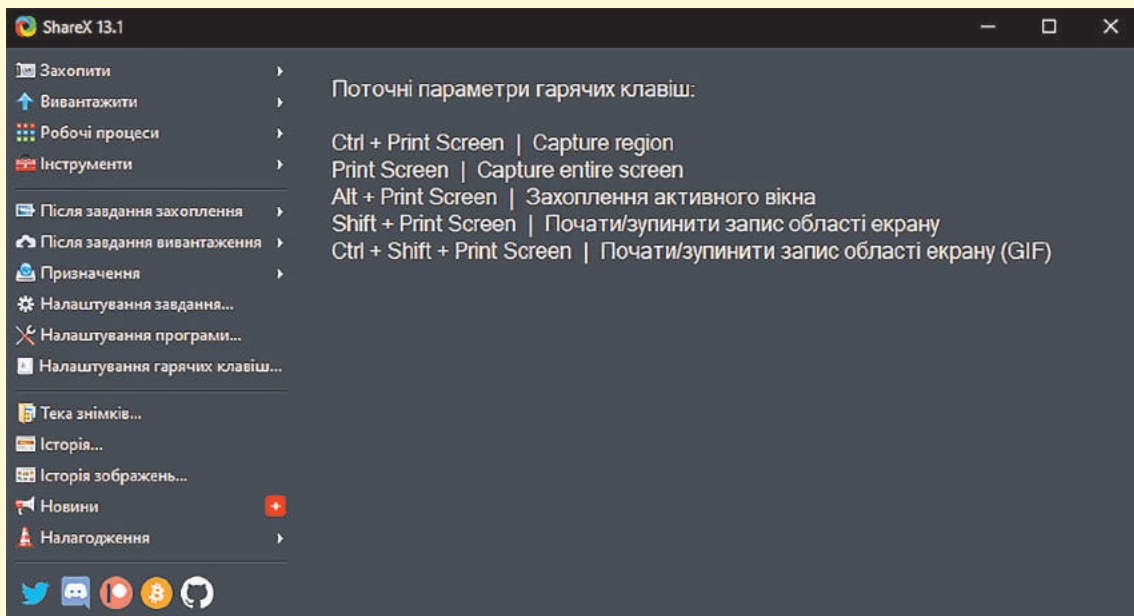 ShareX 13.1
Захопити
Вивантажити
Робочі процеси
Інструменти
Після завдання захоплення
Після завдання вивантаження
Призначення
Налаштування завдання...
Налаштування програми...
Налаштування гарячих клавіш...
Тека знімків...
Історія...
Історія зображень...
Новини
Налагодження
Поточні параметри гарячих клавіш:
Ctrl + Print Screen | Capture region
Print Screen | Capture entire screen
Alt + Print Screen | Захоплення активного вікна
Shift + Print Screen | Почати/зупинити запис області екрану
Ctrl + Shift + Print Screen | Почати/зупинити запис області екрану (GIF)